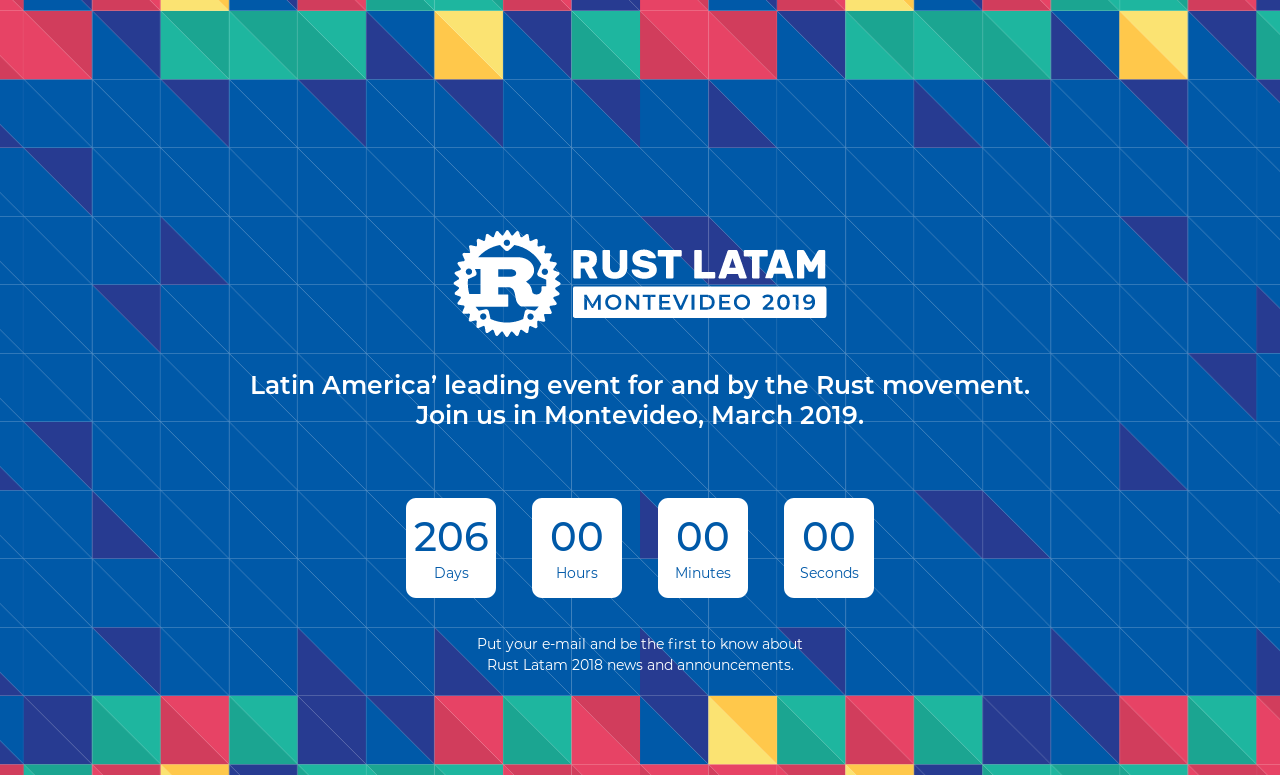 R
RUST LATAM
MONTEVIDEO 2019
Latin America’ leading event for and by the Rust movement.
Join us in Montevideo, March 2019.
206 00 00 00
Days Hours Minutes Seconds
Put your e-mail and be the first to know about
Rust Latam 2018 news and announcements.